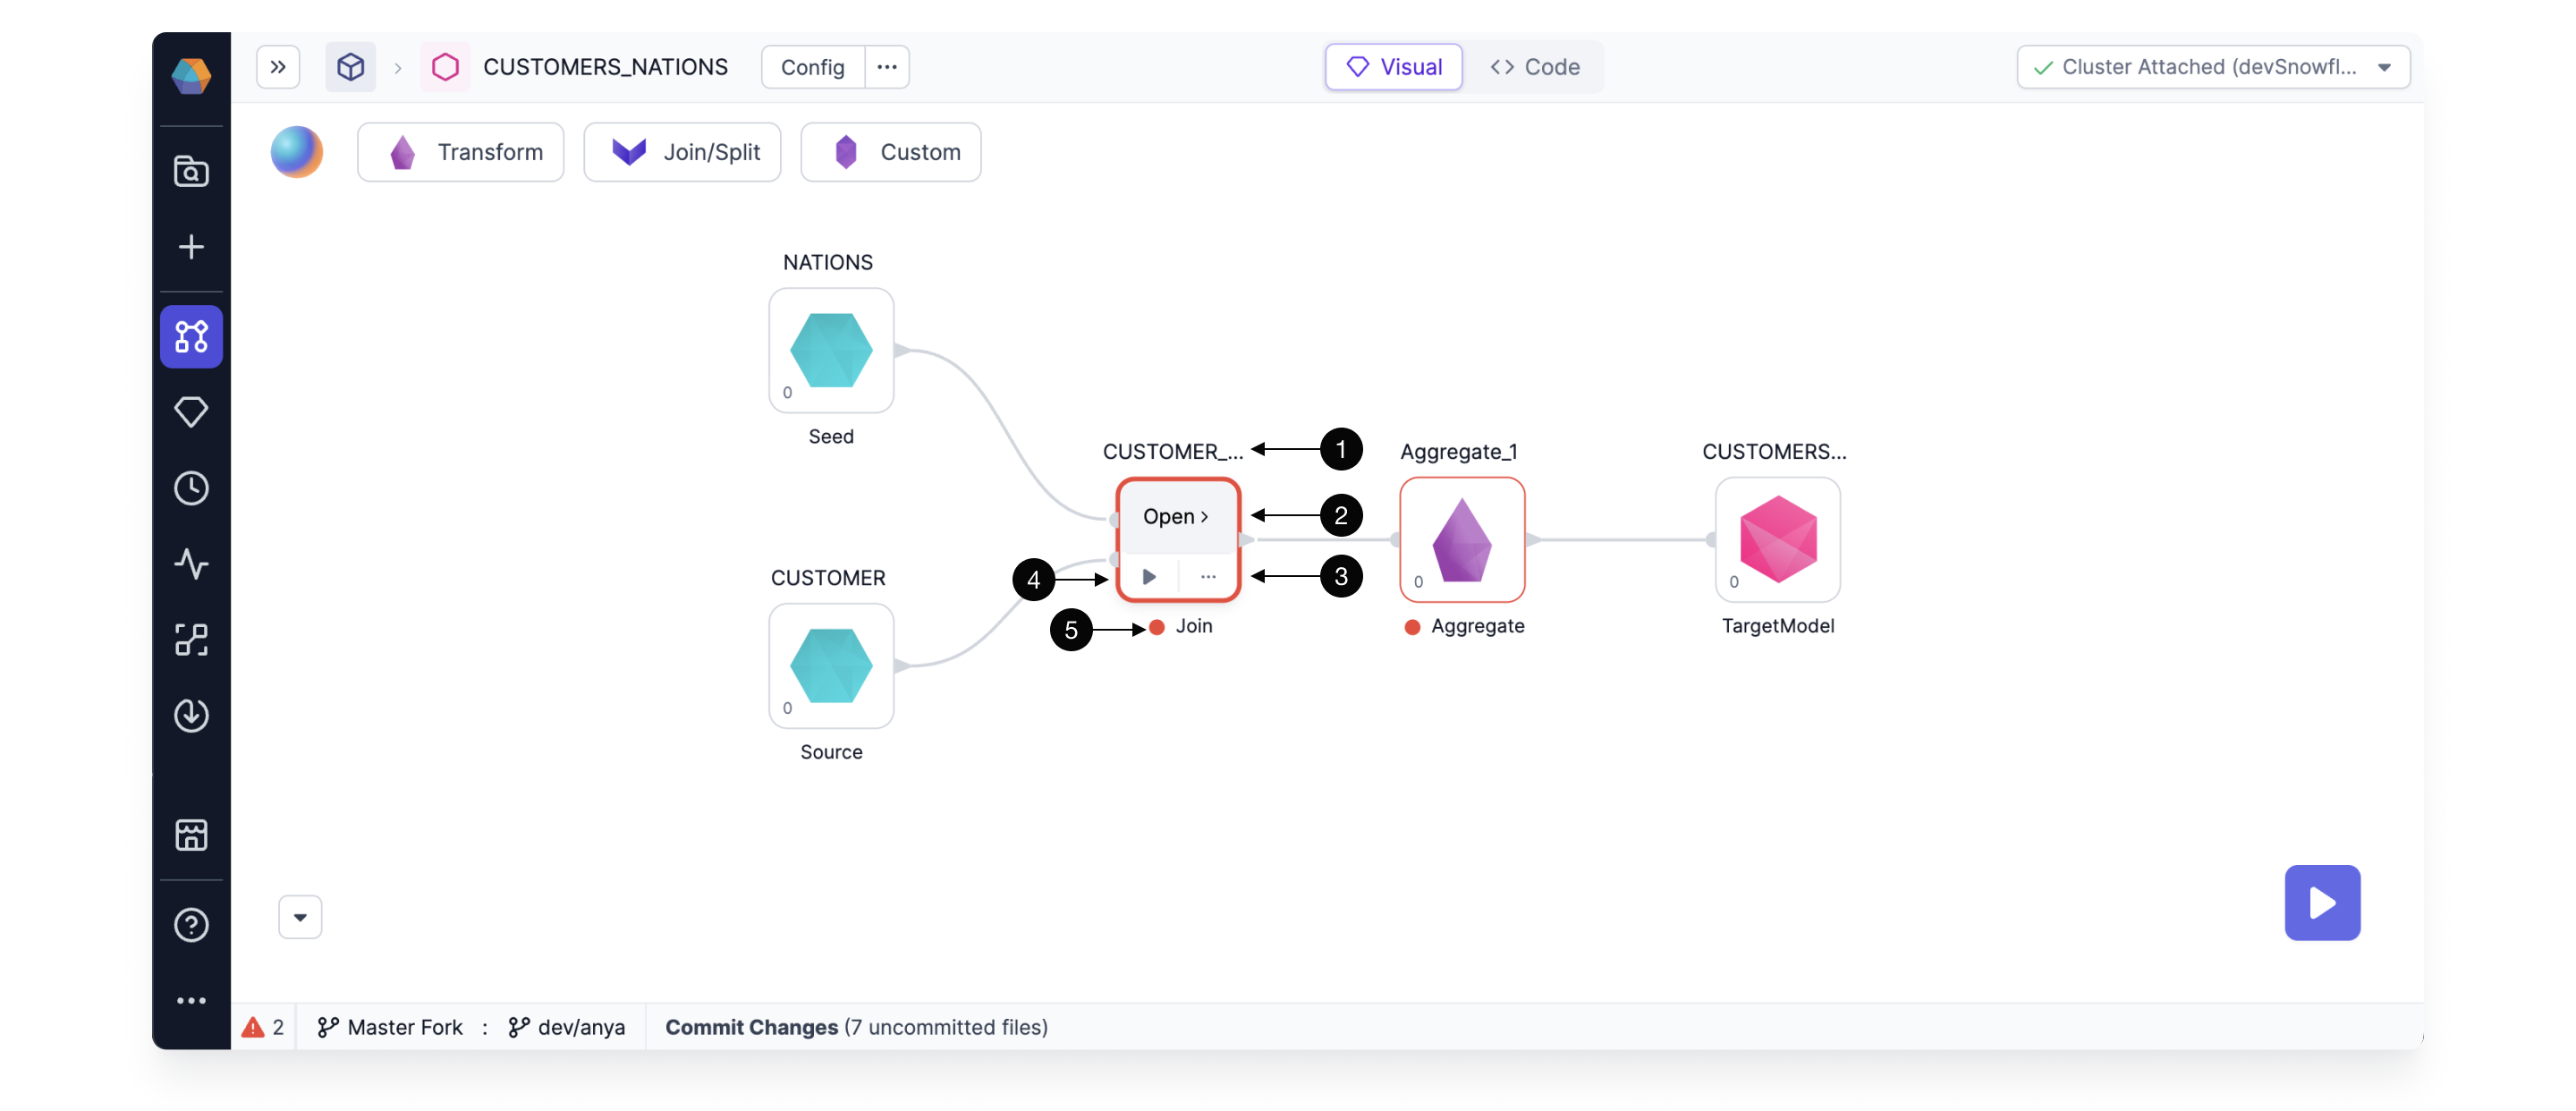 CUSTOMERS_NATIONS
Config
Visual
Code
Cluster Attached (devSnowfl...
Transform
Join/Split
Custom
NATIONS
0
Seed
CUSTOMER_...
1
Aggregate_1
CUSTOMERS...
Open
2
4
3
0
0
5
Join
Aggregate
TargetModel
CUSTOMER
0
Source
2
Master Fork : dev/anya
Commit Changes (7 uncommitted files)